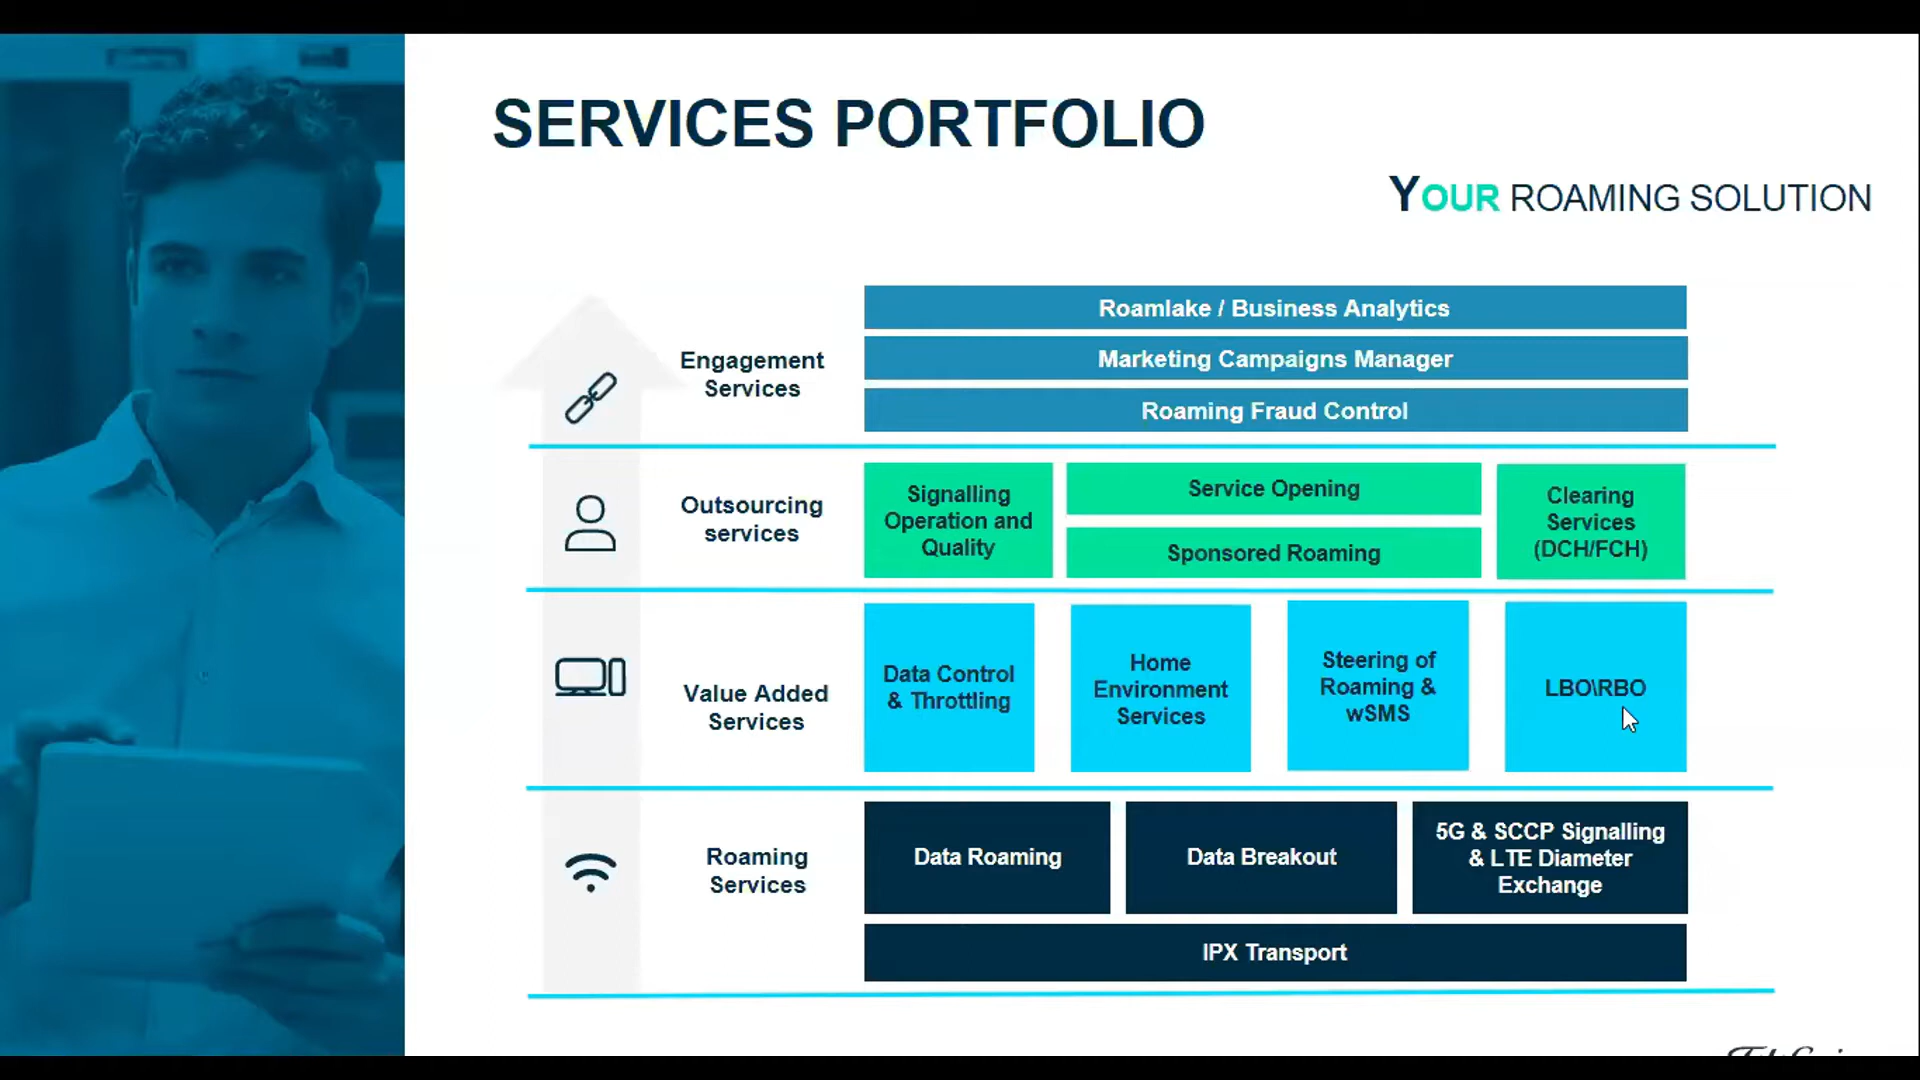 SERVICES PORTFOLIO
YOUR ROAMING SOLUTION
Engagement
Services
Roamlake / Business Analytics
Marketing Campaigns Manager
Roaming Fraud Control
Outsourcing
services
Signalling
Operation and
Quality
Service Opening
Sponsored Roaming
Clearing
Services
(DCH/FCH)
Value Added
Services
Data Control
& Throttling
Home
Environment
Services
Steering of
Roaming &
wSMS
LBO\RBO
Roaming
Services
Data Roaming
Data Breakout
5G & SCCP Signalling
& LTE Diameter
Exchange
IPX Transport